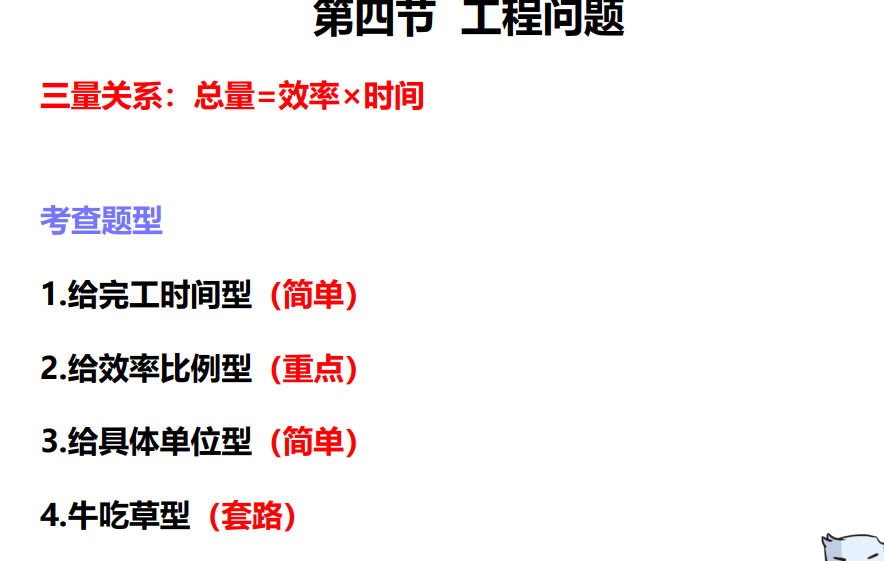 第四节 工程问题
三量关系：总量=效率×时间
考查题型
1.给完工时间型（简单）
2.给效率比例型（重点）
3.给具体单位型（简单）
4.牛吃草型（套路）